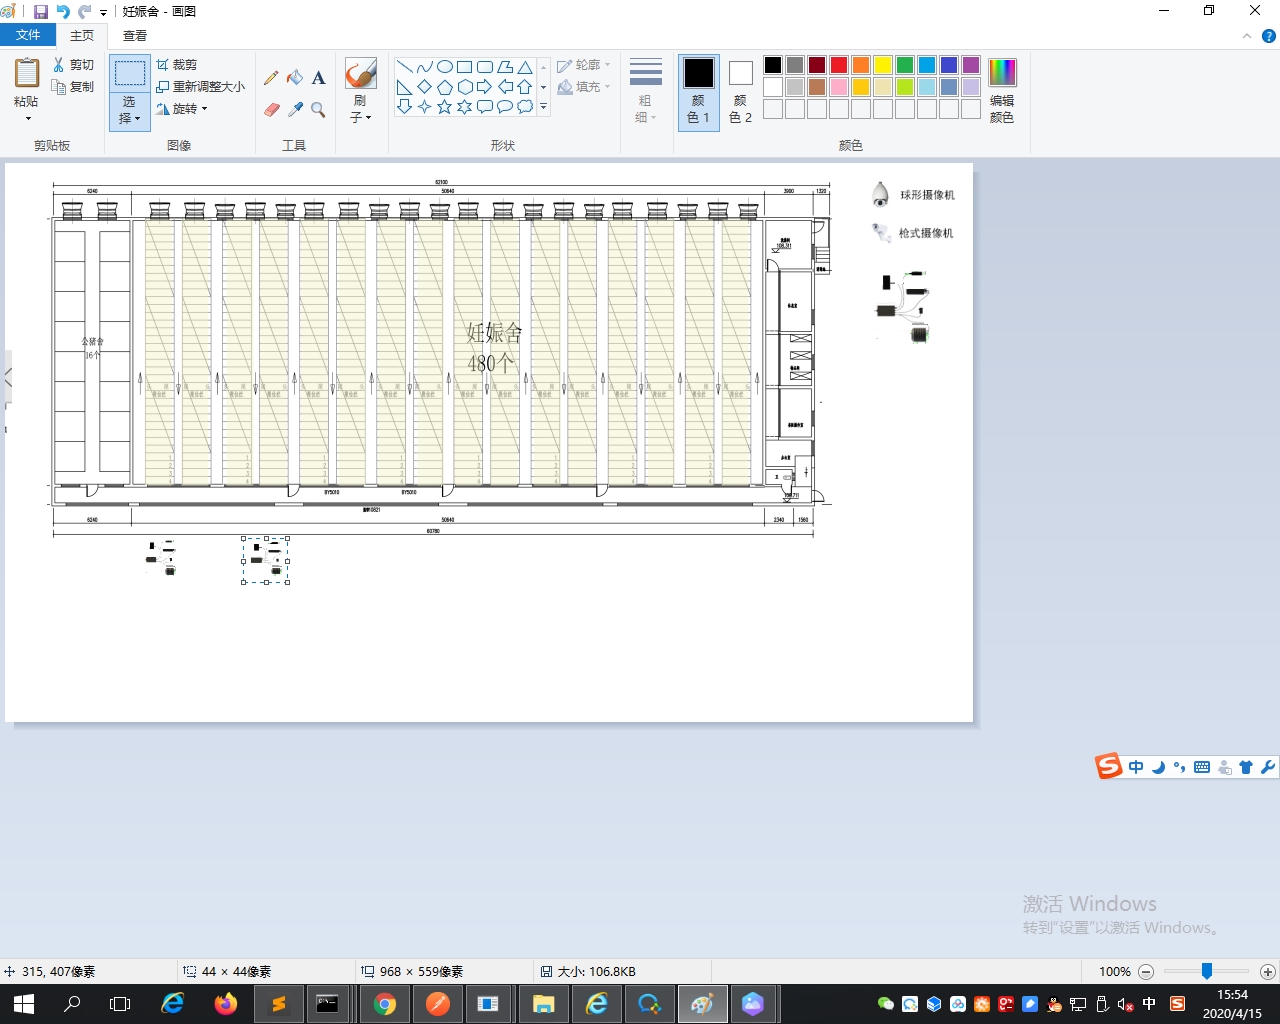 妊娠舍 - 画图
文件 主页 查看
粘贴 剪切 复制 选择 裁剪 重新调整大小 旋转 A 刷子 轮廓 填充 粗细 颜色 1 颜色 2 编辑颜色
剪贴板 图像 工具 形状 颜色
62100
6240 50640 3900 1320
球形摄像机
枪式摄像机
公猪舍
16个
妊娠舍
480个
1
2
3
4
BY5010 BY5010
6240 50640 2340 1560
60780
中
激活 Windows
转到"设置"以激活 Windows。
315, 407像素 44 × 44像素 968 × 559像素 大小: 106.8KB 100%
中
15:54
2020/4/15